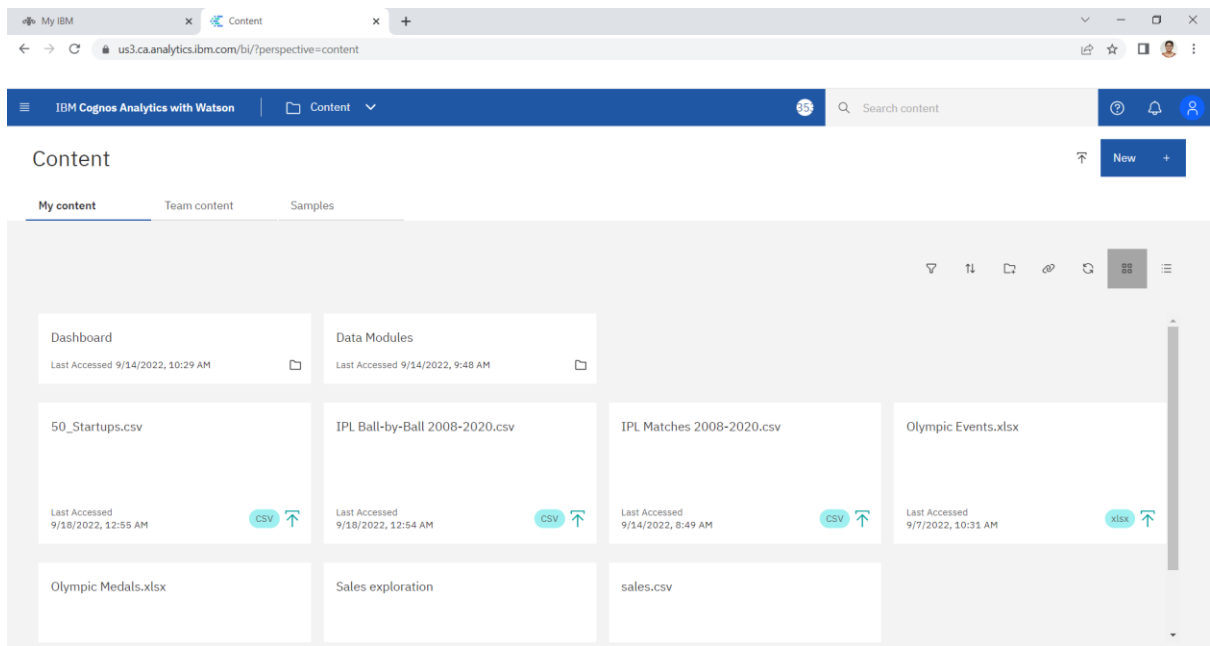 My IBM
Content
us3.ca.analytics.ibm.com/bi/?perspective=content
IBM Cognos Analytics with Watson
Content
Search content
Content
New +
My content
Team content
Samples
Dashboard
Last Accessed 9/14/2022, 10:29 AM
Data Modules
Last Accessed 9/14/2022, 9:48 AM
50_Startups.csv
Last Accessed
9/18/2022, 12:55 AM
CSV
IPL Ball-by-Ball 2008-2020.csv
Last Accessed
9/18/2022, 12:54 AM
CSV
IPL Matches 2008-2020.csv
Last Accessed
9/14/2022, 8:49 AM
CSV
Olympic Events.xlsx
Last Accessed
9/7/2022, 10:31 AM
xlsx
Olympic Medals.xlsx
Sales exploration
sales.csv